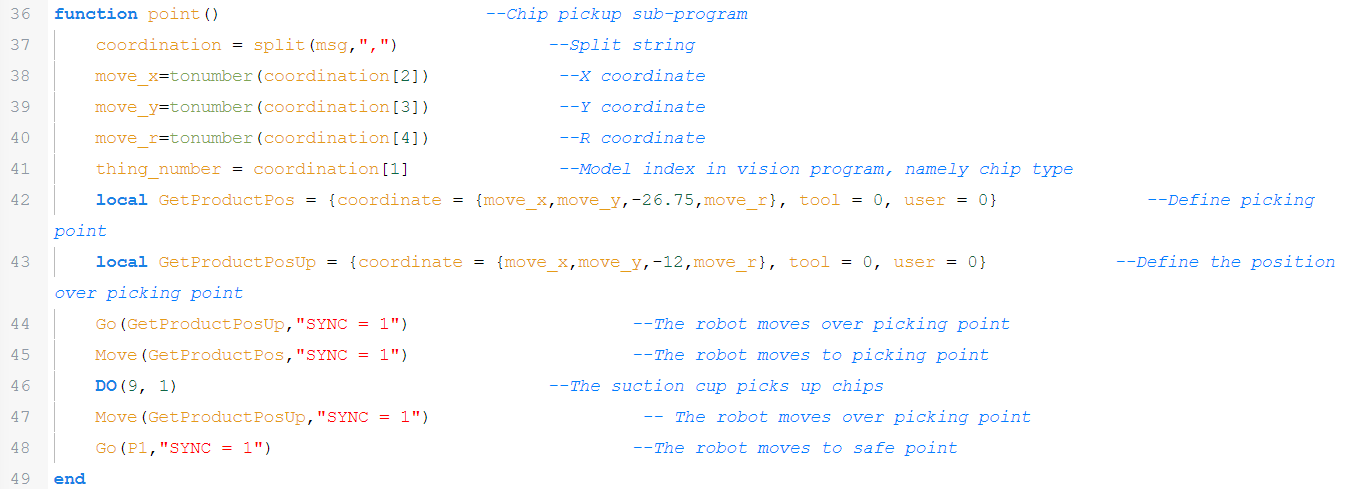 36 function point() --Chip pickup sub-program
37 coordination = split(msg,",") --Split string
38 move_x=tonumber(coordination[2]) --X coordinate
39 move_y=tonumber(coordination[3]) --Y coordinate
40 move_r=tonumber(coordination[4]) --R coordinate
41 thing_number = coordination[1] --Model index in vision program, namely chip type
42 local GetProductPos = {coordinate = {move_x,move_y,-26.75,move_r}, tool = 0, user = 0} --Define picking
point
43 local GetProductPosUp = {coordinate = {move_x,move_y,-12,move_r}, tool = 0, user = 0} --Define the position
over picking point
44 Go(GetProductPosUp,"SYNC = 1") --The robot moves over picking point
45 Move(GetProductPos,"SYNC = 1") --The robot moves to picking point
46 DO(9, 1) --The suction cup picks up chips
47 Move(GetProductPosUp,"SYNC = 1") -- The robot moves over picking point
48 Go(P1,"SYNC = 1") --The robot moves to safe point
49 end